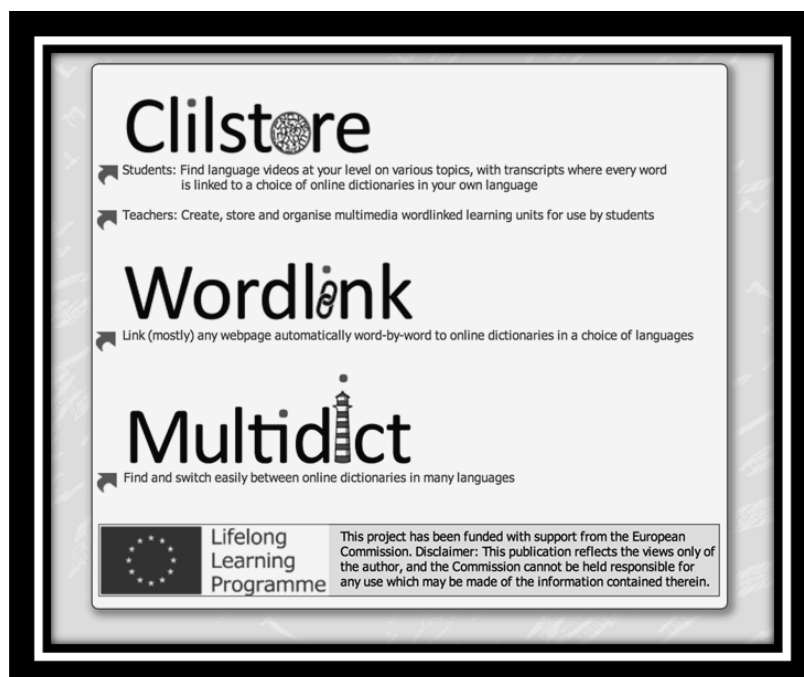 Clilstore
Students: Find language videos at your level on various topics, with transcripts where every word
is linked to a choice of online dictionaries in your own language
Teachers: Create, store and organise multimedia wordlinked learning units for use by students
Wordlink
Link (mostly) any webpage automatically word-by-word to online dictionaries in a choice of languages
Multidict
Find and switch easily between online dictionaries in many languages
Lifelong
Learning
Programme
This project has been funded with support from the European
Commission. Disclaimer: This publication reflects the views only of
the author, and the Commission cannot be held responsible for
any use which may be made of the information contained therein.